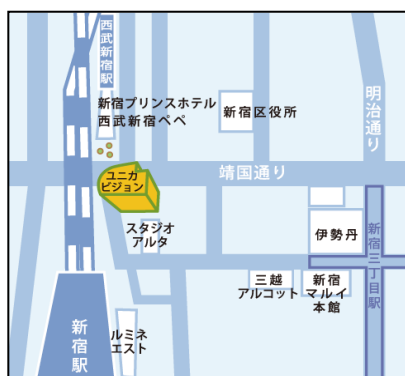 西武新宿駅
新宿プリンスホテル
西武新宿ペペ
新宿区役所
明治通り
ユニカ
ビジョン
靖国通り
スタジオ
アルタ
伊勢丹
新宿三丁目駅
三越
アルコット
新宿
マルイ
本館
新宿駅
ルミネ
エスト